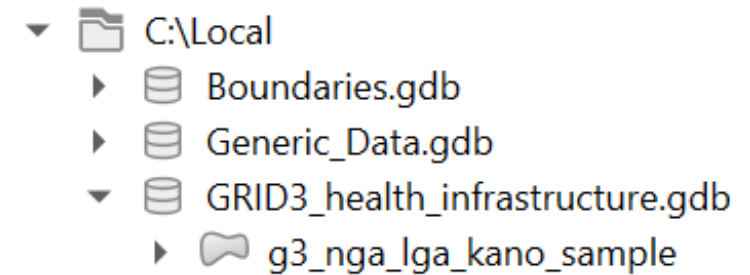 C:\Local
Boundaries.gdb
Generic_Data.gdb
GRID3_health_infrastructure.gdb
g3_nga_lga_kano_sample